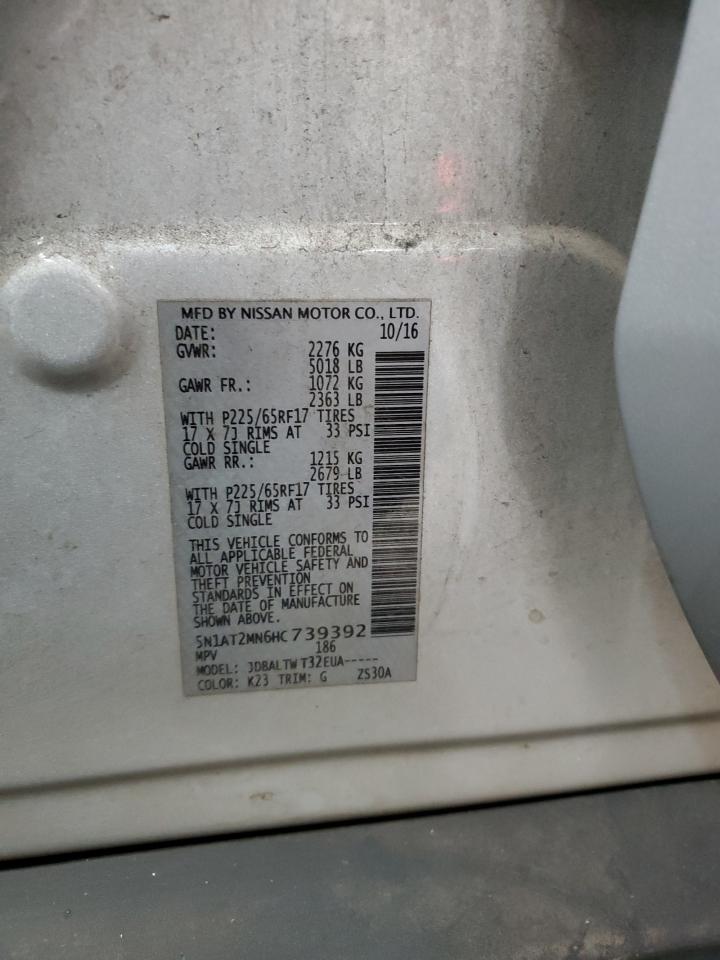 MFD BY NISSAN MOTOR CO., LTD.
DATE: 10/16
GVWR: 2276 KG
5018 LB
GAWR FR.: 1072 KG
2363 LB
WITH P225/65RF17 TIRES
17 X 7J RIMS AT 33 PSI
COLD SINGLE
GAWR RR.: 1215 KG
2679 LB
WITH P225/65RF17 TIRES
17 X 7J RIMS AT 33 PSI
COLD SINGLE
THIS VEHICLE CONFORMS TO
ALL APPLICABLE FEDERAL
MOTOR VEHICLE SAFETY AND
THEFT PREVENTION
STANDARDS IN EFFECT ON
THE DATE OF MANUFACTURE
SHOWN ABOVE.
5N1AT2MN6HC739392
MPV 186
MODEL: JDBALTW T32EUA-----
COLOR: K23 TRIM: G ZS30A